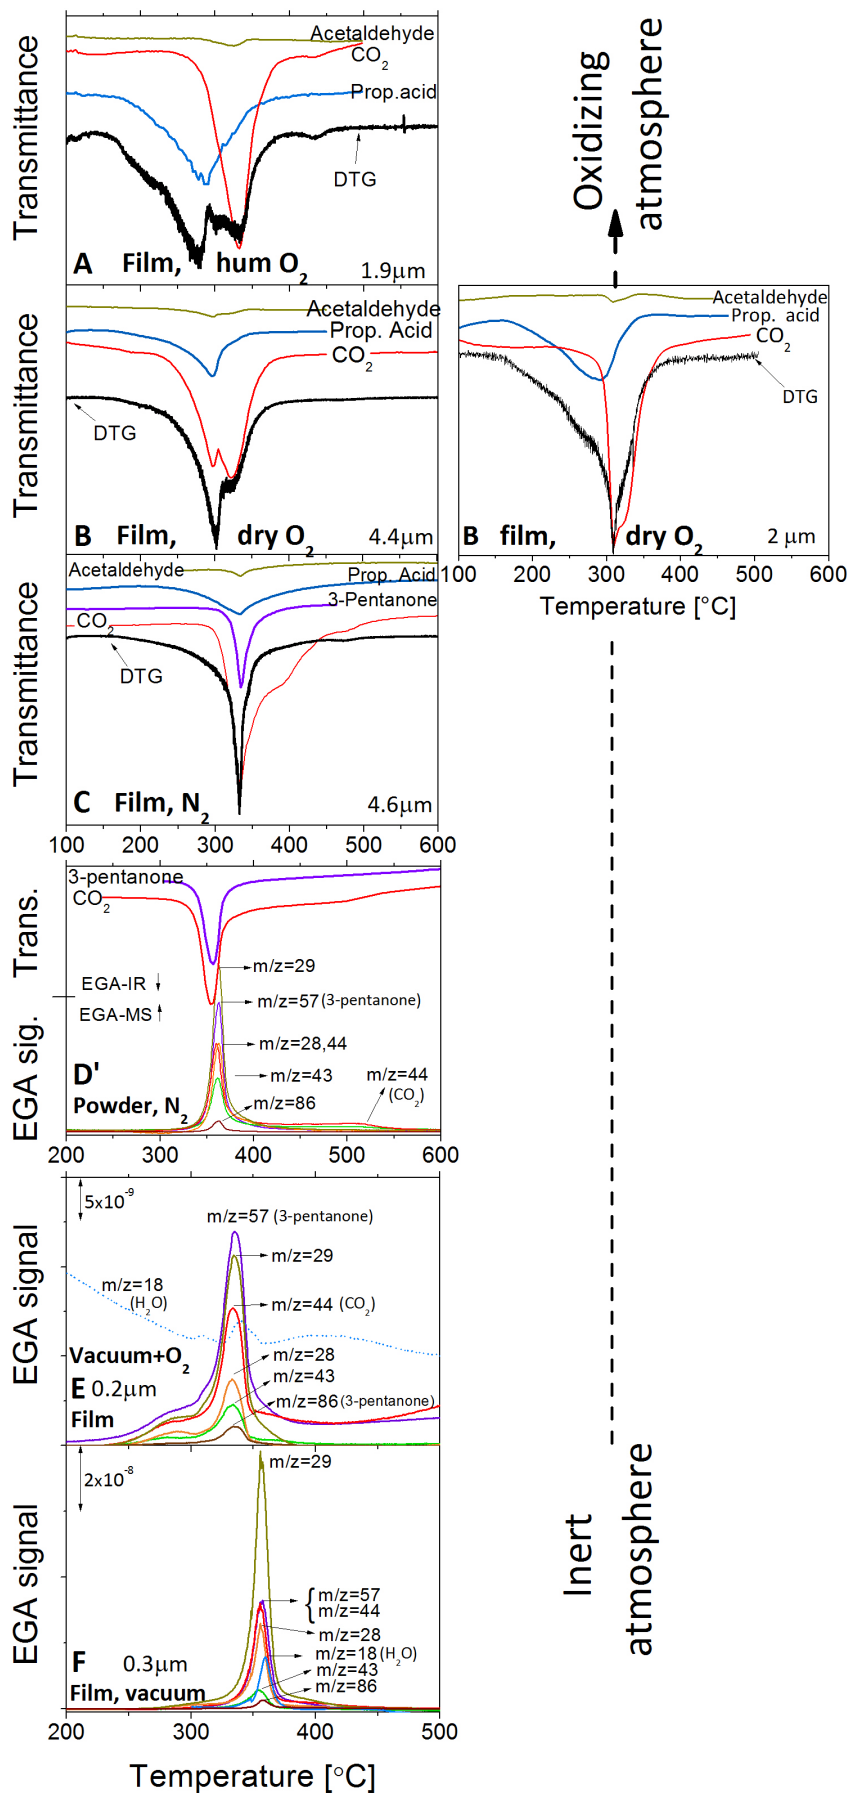 Transmittance
Acetaldehyde
CO2
Prop.acid
DTG
A Film, hum O2
1.9μm
Oxidizing
atmosphere
Transmittance
Acetaldehyde
Prop. Acid
CO2
DTG
B Film, dry O2
4.4μm
Acetaldehyde
Prop. acid
CO2
DTG
B film, dry O2
2 μm
100 200 300 400 500 600
Temperature [°C]
Transmittance
Acetaldehyde
Prop. Acid
3-Pentanone
CO2
DTG
C Film, N2
4.6μm
100 200 300 400 500 600
EGA sig. Trans.
3-pentanone
CO2
m/z=29
EGA-IR ↓
m/z=57 (3-pentanone)
EGA-MS ↑
m/z=28,44
D'
m/z=43
m/z=44
(CO2)
Powder, N2
m/z=86
200 300 400 500 600
EGA signal
5x10-9
m/z=57 (3-pentanone)
m/z=29
m/z=18
(H2O)
m/z=44 (CO2)
Vacuum+O2
m/z=28
E 0.2μm
m/z=43
m/z=86 (3-pentanone)
Film
EGA signal
m/z=29
2x10-8
m/z=57
m/z=44
m/z=28
F 0.3μm
m/z=18 (H2O)
m/z=43
Film, vacuum
m/z=86
200 300 400 500
Temperature [°C]
Inert
atmosphere